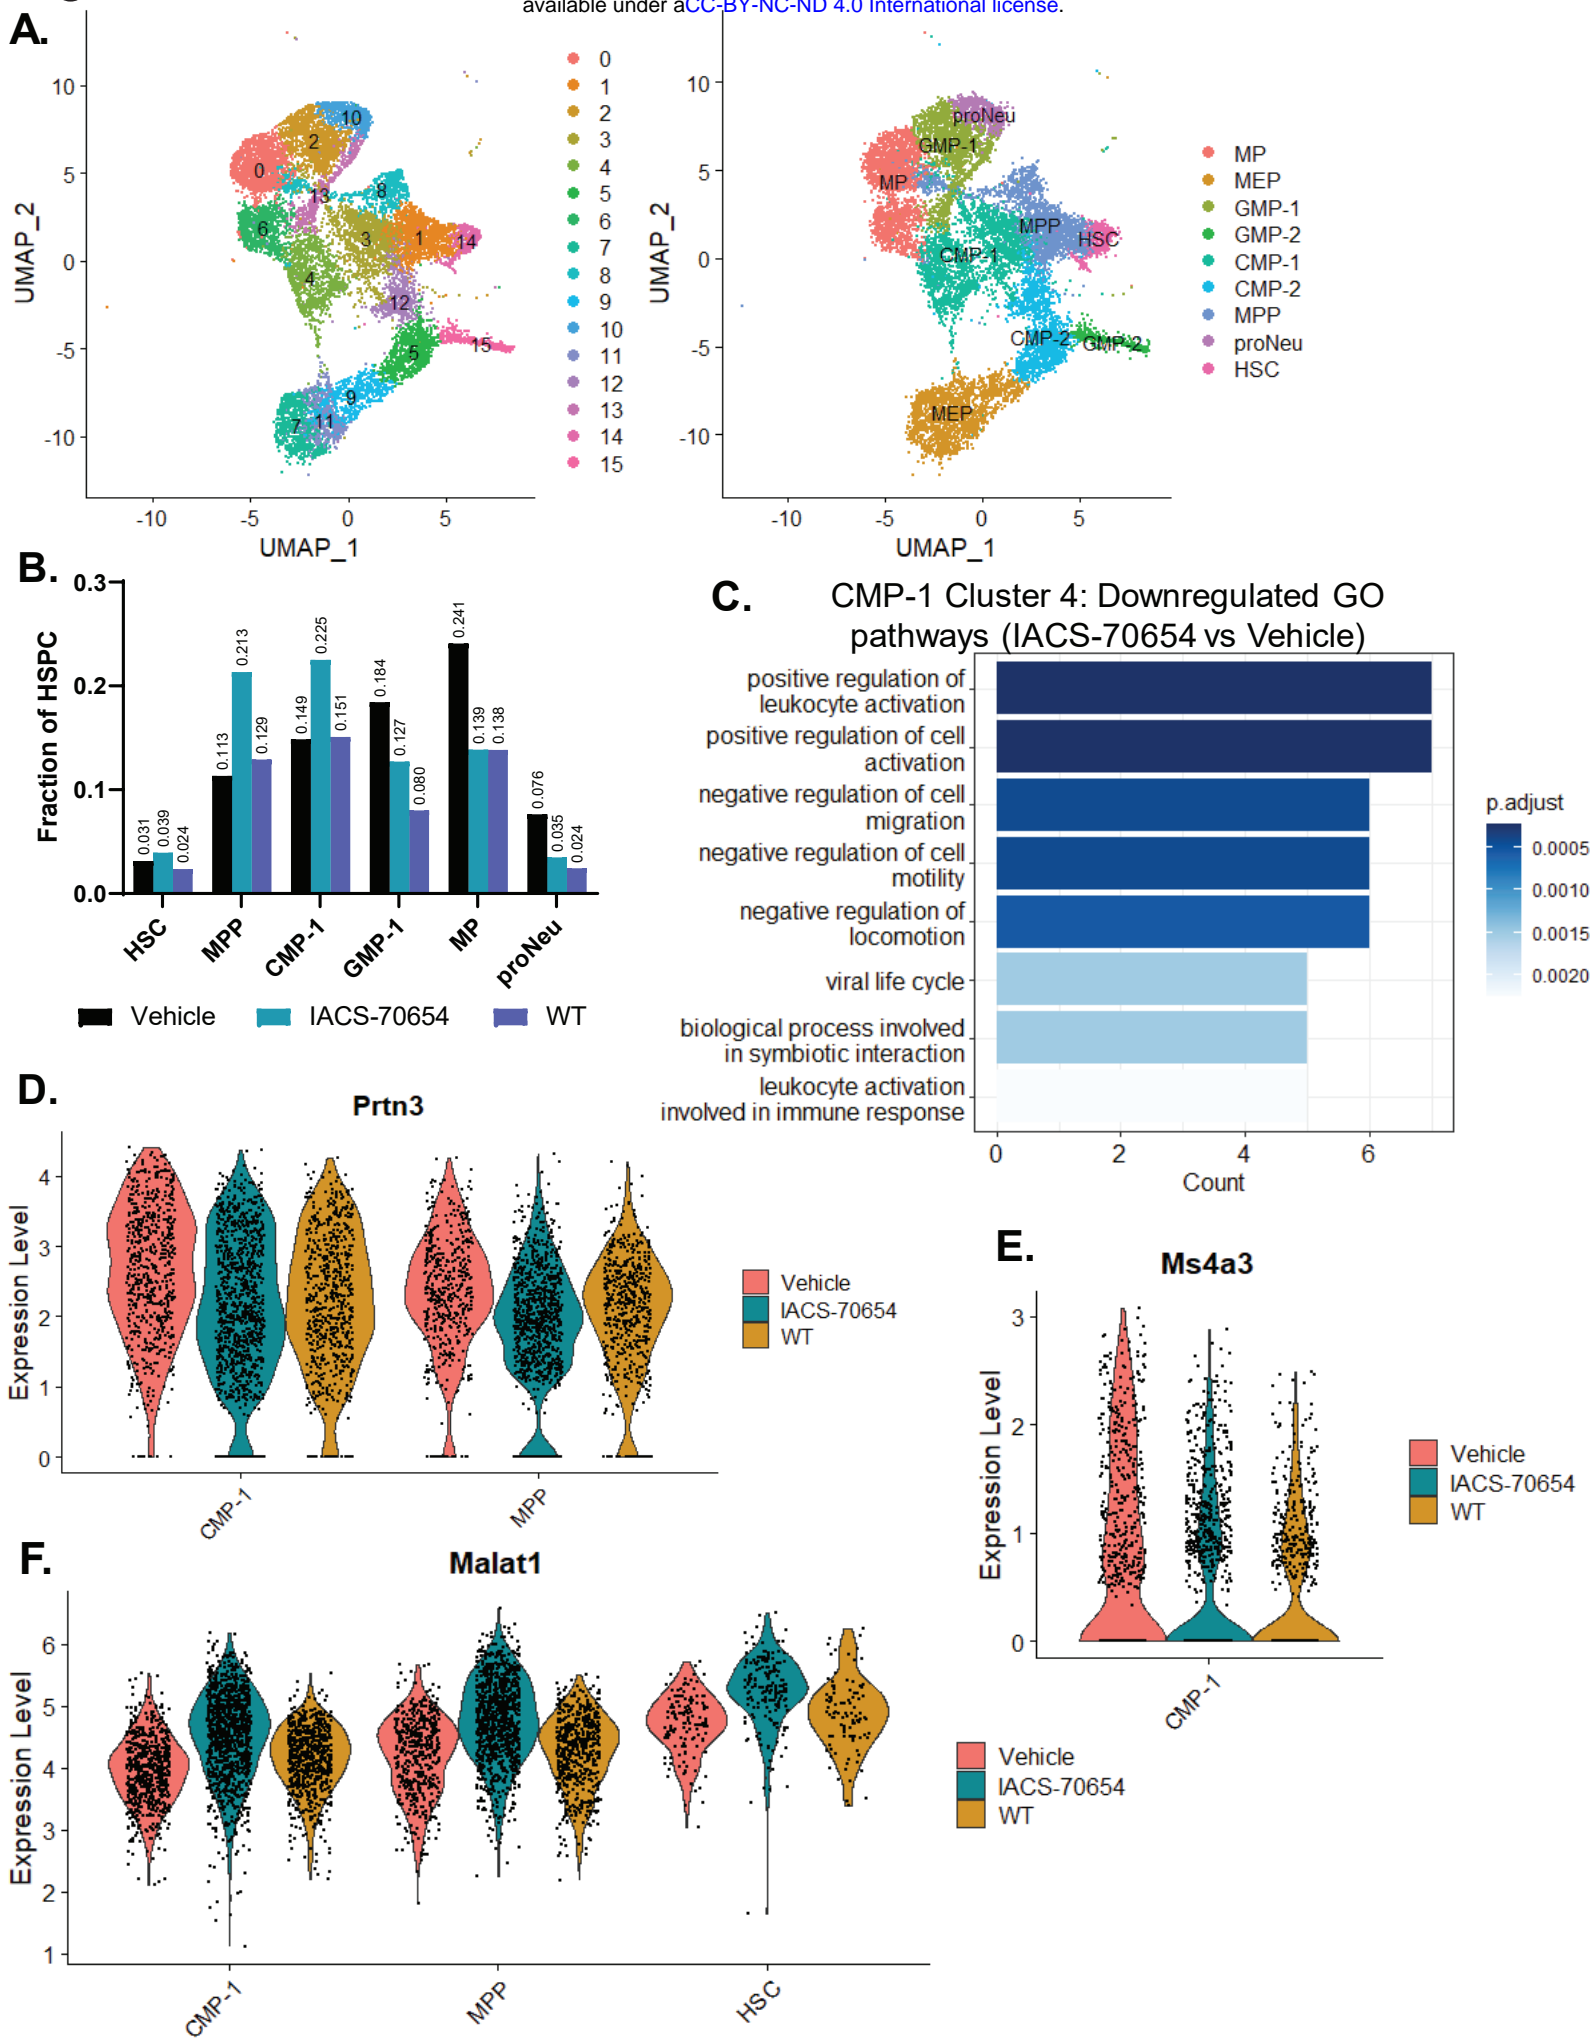 available under aCC-BY-NC-ND 4.0 International license.
A.
10
5
0
-5
-10
UMAP_2
-10
-5
0
5
UMAP_1
0
1
2
3
4
5
6
7
8
9
10
11
12
13
14
15
0
1
2
3
4
5
6
7
8
9
10
11
12
13
14
15
10
5
0
-5
-10
UMAP_2
-10
-5
0
5
UMAP_1
proNeu
GMP-1
MP
MPP
HSC
CMP-1
CMP-2
GMP-2
MEP
MP
MEP
GMP-1
GMP-2
CMP-1
CMP-2
MPP
proNeu
HSC
B.
Fraction of HSPC
0.3
0.2
0.1
0.0
0.031
0.039
0.024
0.113
0.213
0.129
0.149
0.225
0.151
0.184
0.127
0.080
0.241
0.139
0.138
0.076
0.035
0.024
HSC
MPP
CMP-1
GMP-1
MP
proNeu
Vehicle
IACS-70654
WT
C.
CMP-1 Cluster 4: Downregulated GO
pathways (IACS-70654 vs Vehicle)
positive regulation of
leukocyte activation
positive regulation of cell
activation
negative regulation of cell
migration
negative regulation of cell
motility
negative regulation of
locomotion
viral life cycle
biological process involved
in symbiotic interaction
leukocyte activation
involved in immune response
0
2
4
6
Count
p.adjust
0.0005
0.0010
0.0015
0.0020
D.
Prtn3
Expression Level
4
3
2
1
0
CMP-1
MPP
Vehicle
IACS-70654
WT
E.
Ms4a3
Expression Level
3
2
1
0
CMP-1
Vehicle
IACS-70654
WT
F.
Malat1
Expression Level
6
5
4
3
2
1
CMP-1
MPP
HSC
Vehicle
IACS-70654
WT